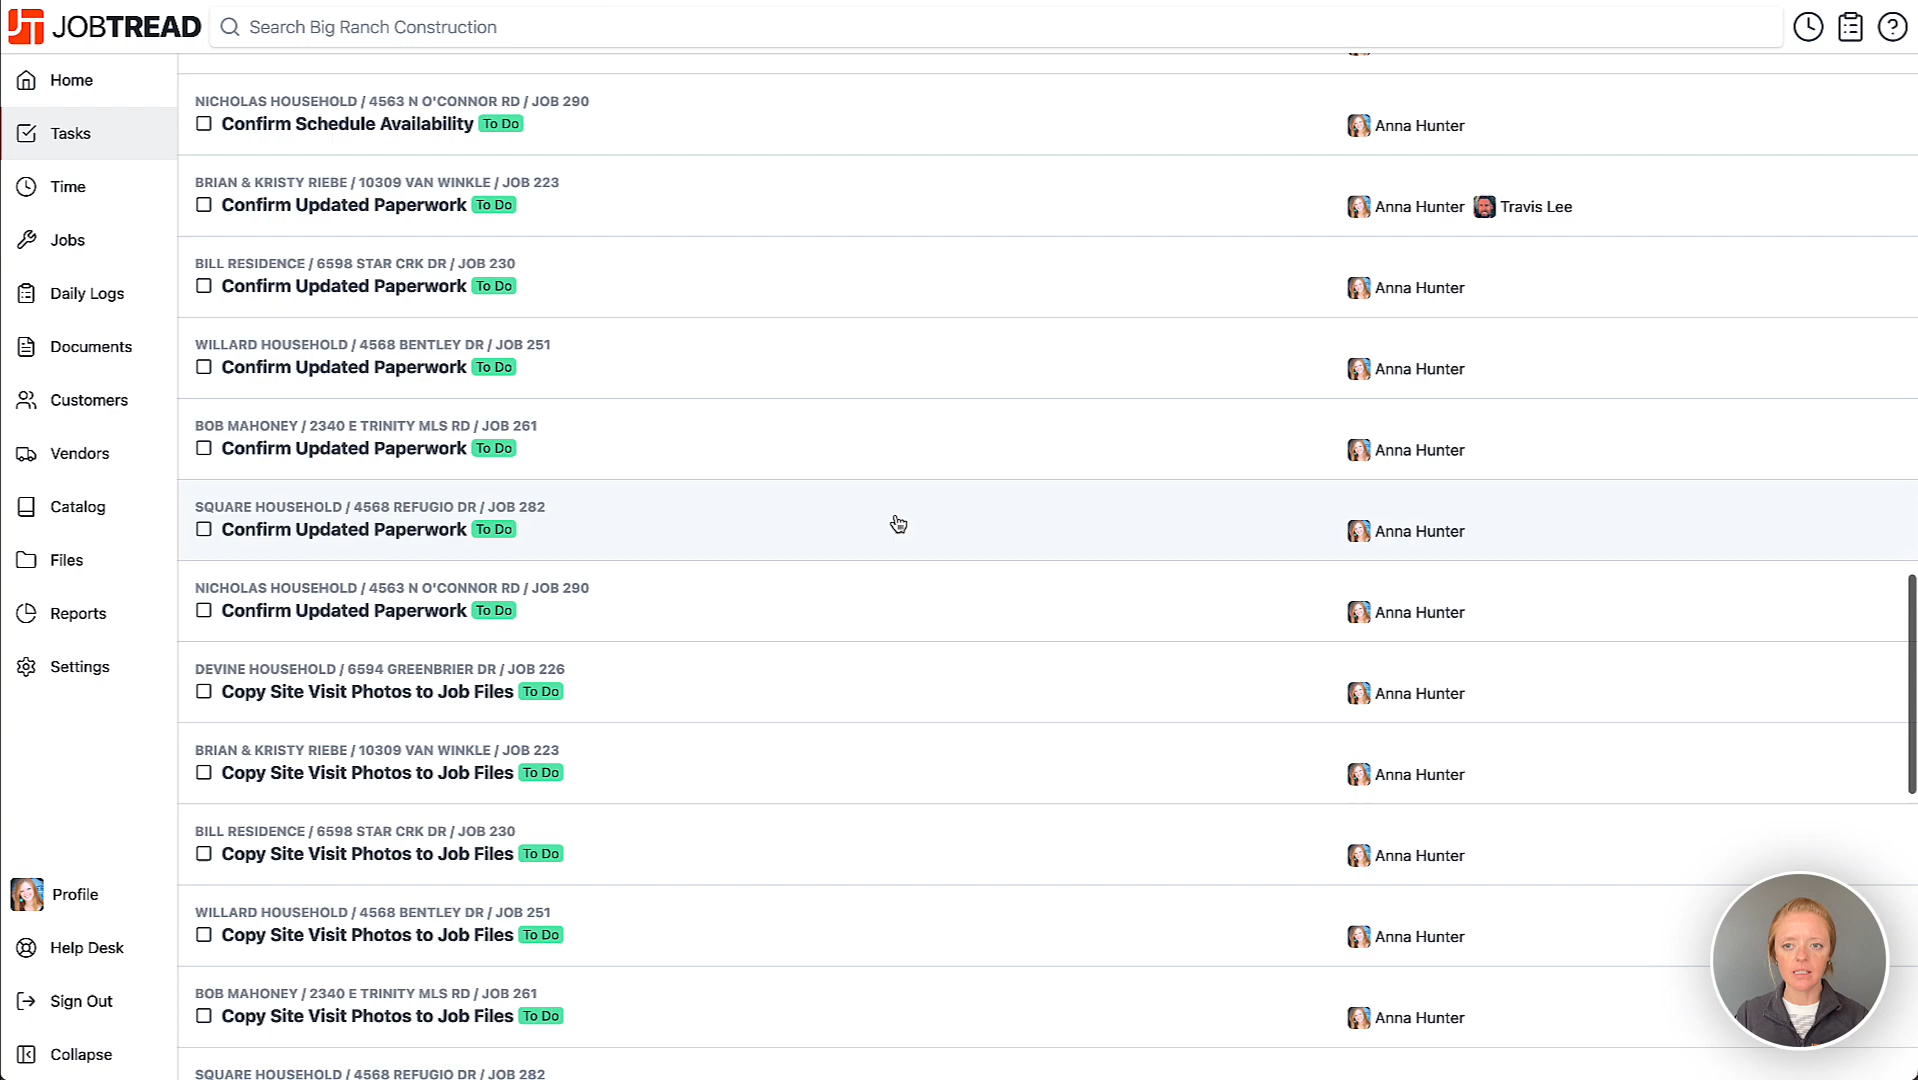 JT JOBTREAD
Search Big Ranch Construction
Home
Tasks
Time
Jobs
Daily Logs
Documents
Customers
Vendors
Catalog
Files
Reports
Settings
Profile
Help Desk
Sign Out
Collapse
NICHOLAS HOUSEHOLD / 4563 N O'CONNOR RD / JOB 290
Confirm Schedule Availability To Do
Anna Hunter
BRIAN & KRISTY RIEBE / 10309 VAN WINKLE / JOB 223
Confirm Updated Paperwork To Do
Anna Hunter Travis Lee
BILL RESIDENCE / 6598 STAR CRK DR / JOB 230
Confirm Updated Paperwork To Do
Anna Hunter
WILLARD HOUSEHOLD / 4568 BENTLEY DR / JOB 251
Confirm Updated Paperwork To Do
Anna Hunter
BOB MAHONEY / 2340 E TRINITY MLS RD / JOB 261
Confirm Updated Paperwork To Do
Anna Hunter
SQUARE HOUSEHOLD / 4568 REFUGIO DR / JOB 282
Confirm Updated Paperwork To Do
Anna Hunter
NICHOLAS HOUSEHOLD / 4563 N O'CONNOR RD / JOB 290
Confirm Updated Paperwork To Do
Anna Hunter
DEVINE HOUSEHOLD / 6594 GREENBRIER DR / JOB 226
Copy Site Visit Photos to Job Files To Do
Anna Hunter
BRIAN & KRISTY RIEBE / 10309 VAN WINKLE / JOB 223
Copy Site Visit Photos to Job Files To Do
Anna Hunter
BILL RESIDENCE / 6598 STAR CRK DR / JOB 230
Copy Site Visit Photos to Job Files To Do
Anna Hunter
WILLARD HOUSEHOLD / 4568 BENTLEY DR / JOB 251
Copy Site Visit Photos to Job Files To Do
Anna Hunter
BOB MAHONEY / 2340 E TRINITY MLS RD / JOB 261
Copy Site Visit Photos to Job Files To Do
Anna Hunter
SQUARE HOUSEHOLD / 4568 REFUGIO DR / JOB 282